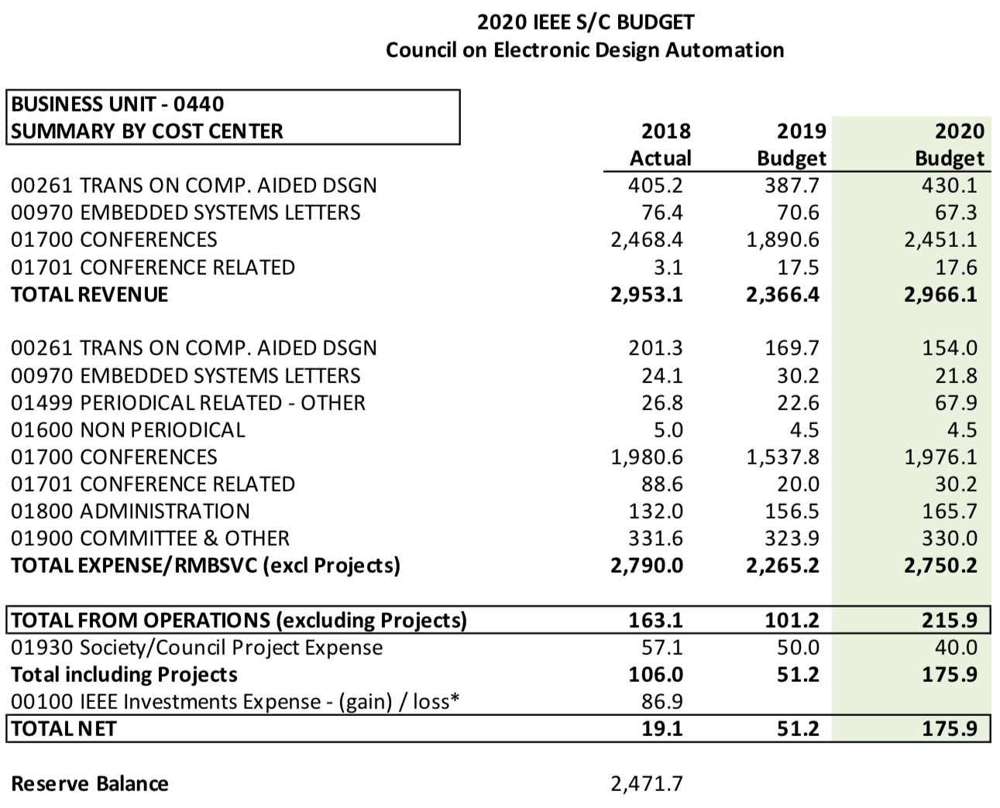 2020 IEEE S/C BUDGET
Council on Electronic Design Automation
BUSINESS UNIT - 0440
SUMMARY BY COST CENTER 2018 2019 2020
Actual Budget Budget
00261 TRANS ON COMP. AIDED DSGN 405.2 387.7 430.1
00970 EMBEDDED SYSTEMS LETTERS 76.4 70.6 67.3
01700 CONFERENCES 2,468.4 1,890.6 2,451.1
01701 CONFERENCE RELATED 3.1 17.5 17.6
TOTAL REVENUE 2,953.1 2,366.4 2,966.1
00261 TRANS ON COMP. AIDED DSGN 201.3 169.7 154.0
00970 EMBEDDED SYSTEMS LETTERS 24.1 30.2 21.8
01499 PERIODICAL RELATED - OTHER 26.8 22.6 67.9
01600 NON PERIODICAL 5.0 4.5 4.5
01700 CONFERENCES 1,980.6 1,537.8 1,976.1
01701 CONFERENCE RELATED 88.6 20.0 30.2
01800 ADMINISTRATION 132.0 156.5 165.7
01900 COMMITTEE & OTHER 331.6 323.9 330.0
TOTAL EXPENSE/RMBSVC (excl Projects) 2,790.0 2,265.2 2,750.2
TOTAL FROM OPERATIONS (excluding Projects) 163.1 101.2 215.9
01930 Society/Council Project Expense 57.1 50.0 40.0
Total including Projects 106.0 51.2 175.9
00100 IEEE Investments Expense - (gain) / loss* 86.9
TOTAL NET 19.1 51.2 175.9
Reserve Balance 2,471.7